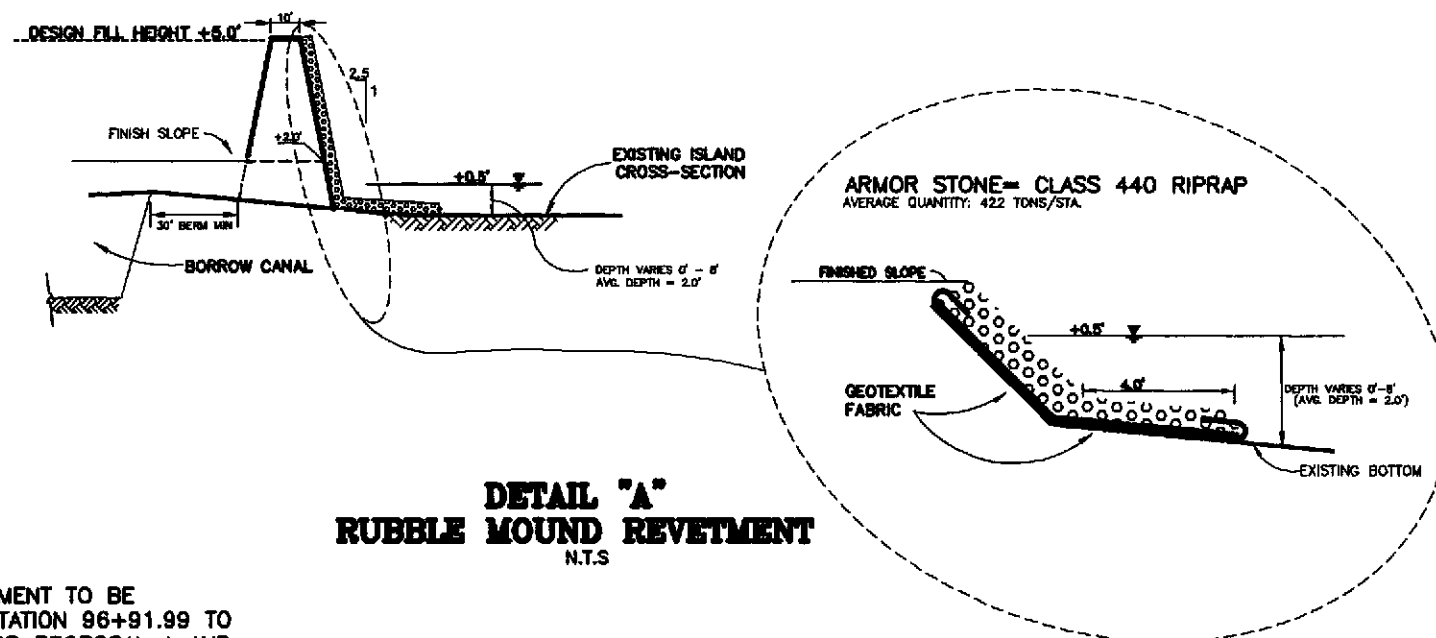 10'
DESIGN FILL HEIGHT +5.0'
2.5
1
FINISH SLOPE
+2.0'
EXISTING ISLAND
CROSS-SECTION
+0.5'
30' BERM MIN
BORROW CANAL
DEPTH VARIES 0' - 8'
AVG. DEPTH = 2.0'
ARMOR STONE= CLASS 440 RIPRAP
AVERAGE QUANTITY: 422 TONS/STA.
FINISHED SLOPE
+0.5'
4.0'
GEOTEXTILE
FABRIC
DEPTH VARIES 0'-8'
(AVG. DEPTH = 2.0')
EXISTING BOTTOM
DETAIL "A"
RUBBLE MOUND REVETMENT
N.T.S
MENT TO BE
TATION 96+91.99 TO